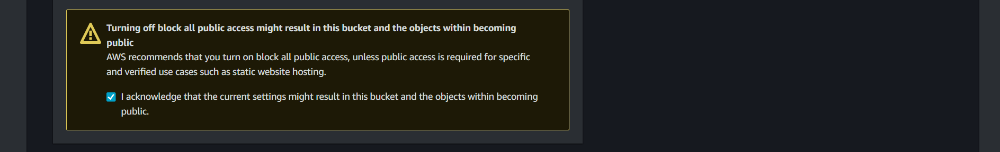 Turning off block all public access might result in this bucket and the objects within becoming
public
AWS recommends that you turn on block all public access, unless public access is required for specific
and verified use cases such as static website hosting.
I acknowledge that the current settings might result in this bucket and the objects within becoming
public.